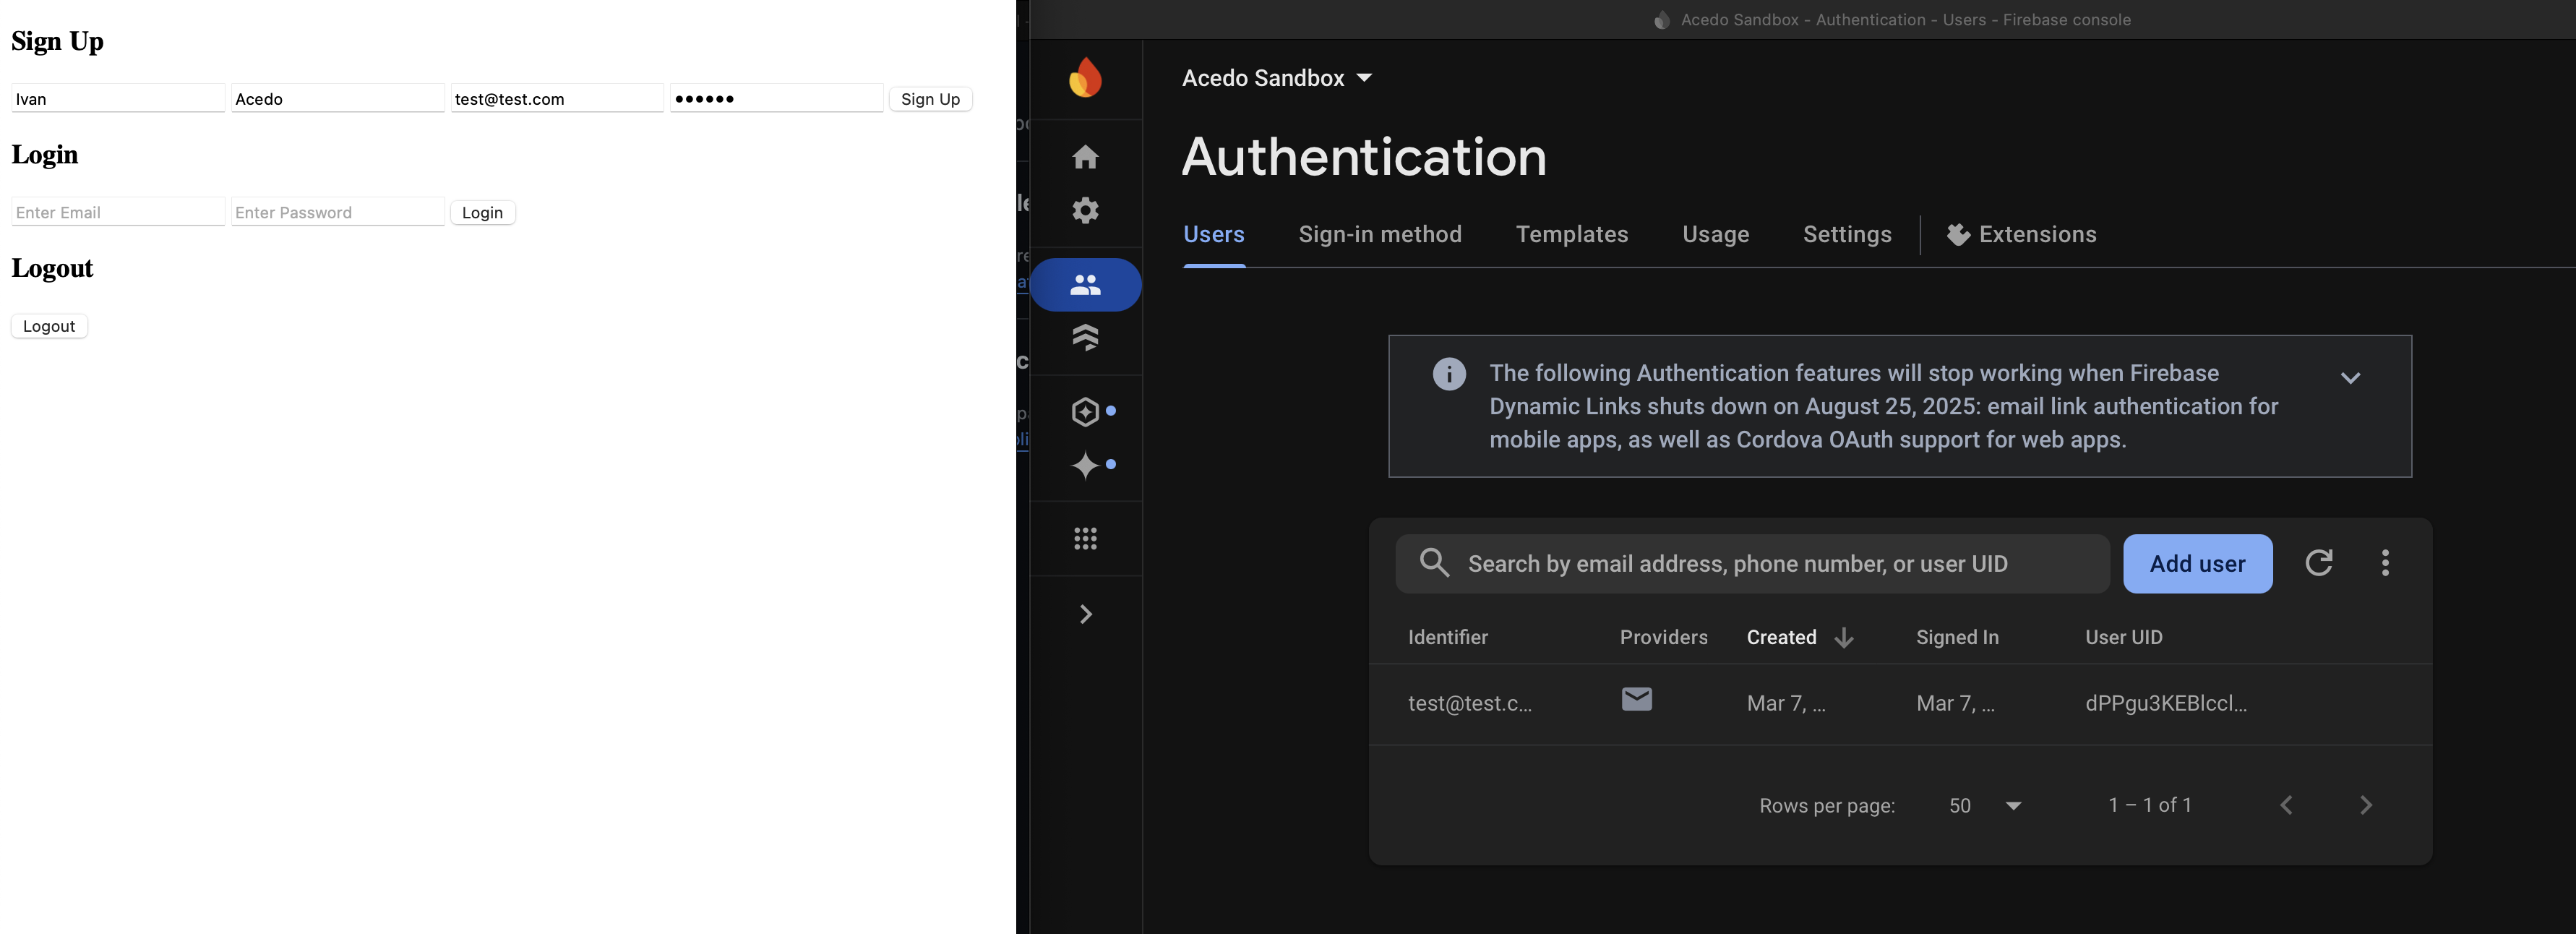 Sign Up
Ivan Acedo test@test.com •••••• Sign Up
Login
Enter Email Enter Password Login
Logout
Logout
Acedo Sandbox - Authentication - Users - Firebase console
Acedo Sandbox
Authentication
Users Sign-in method Templates Usage Settings Extensions
The following Authentication features will stop working when Firebase
Dynamic Links shuts down on August 25, 2025: email link authentication for
mobile apps, as well as Cordova OAuth support for web apps.
Search by email address, phone number, or user UID Add user
Identifier Providers Created Signed In User UID
test@test.c... Mar 7, ... Mar 7, ... dPPgu3KEBlccl...
Rows per page: 50 1 – 1 of 1